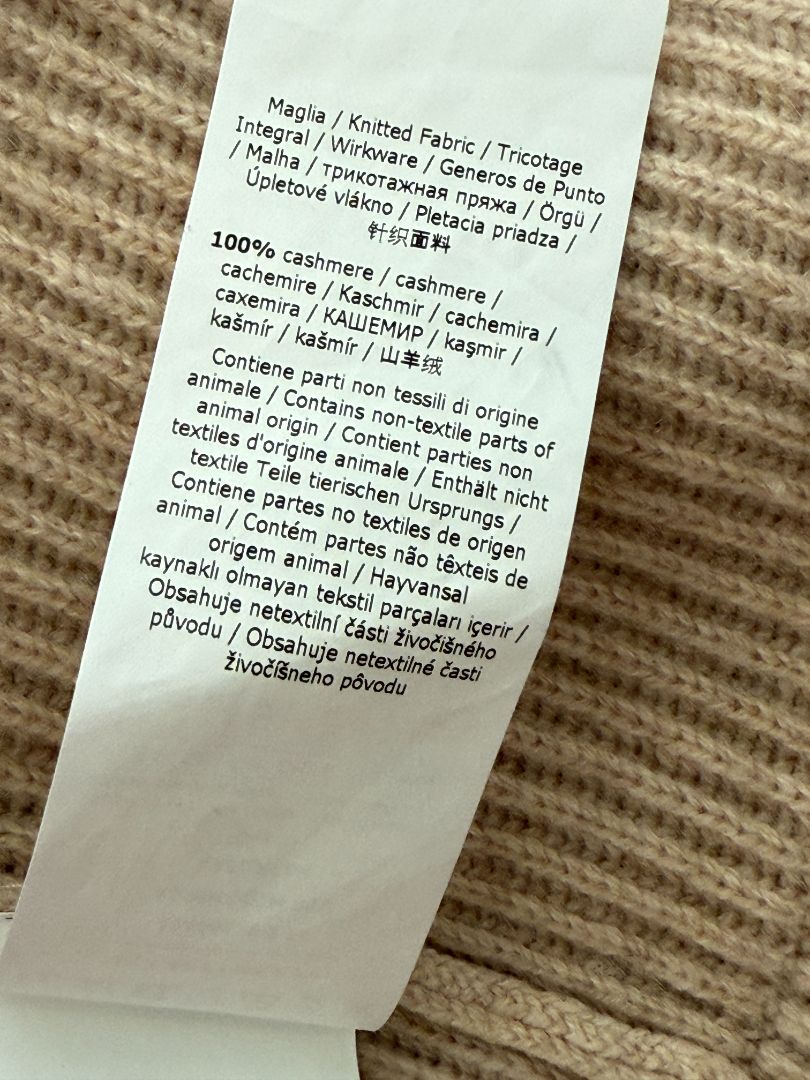 Maglia / Knitted Fabric / Tricotage
Integral / Wirkware / Generos de Punto
/ Malha / трикотажная пряжа / Örgü /
Úpletové vlákno / Pletacia priadza /
针织面料
100% cashmere / cashmere /
cachemire / Kaschmir / cachemira /
caxemira / КАШЕМИР / kaşmir /
kašmír / kašmír / 山羊绒
Contiene parti non tessili di origine
animale / Contains non-textile parts of
animal origin / Contient parties non
textiles d'origine animale / Enthält nicht
textile Teile tierischen Ursprungs /
Contiene partes no textiles de origen
animal / Contém partes não têxteis de
origem animal / Hayvansal
kaynaklı olmayan tekstil parçaları içerir /
Obsahuje netextilní části živočišného
původu / Obsahuje netextilné časti
živočíšneho pôvodu